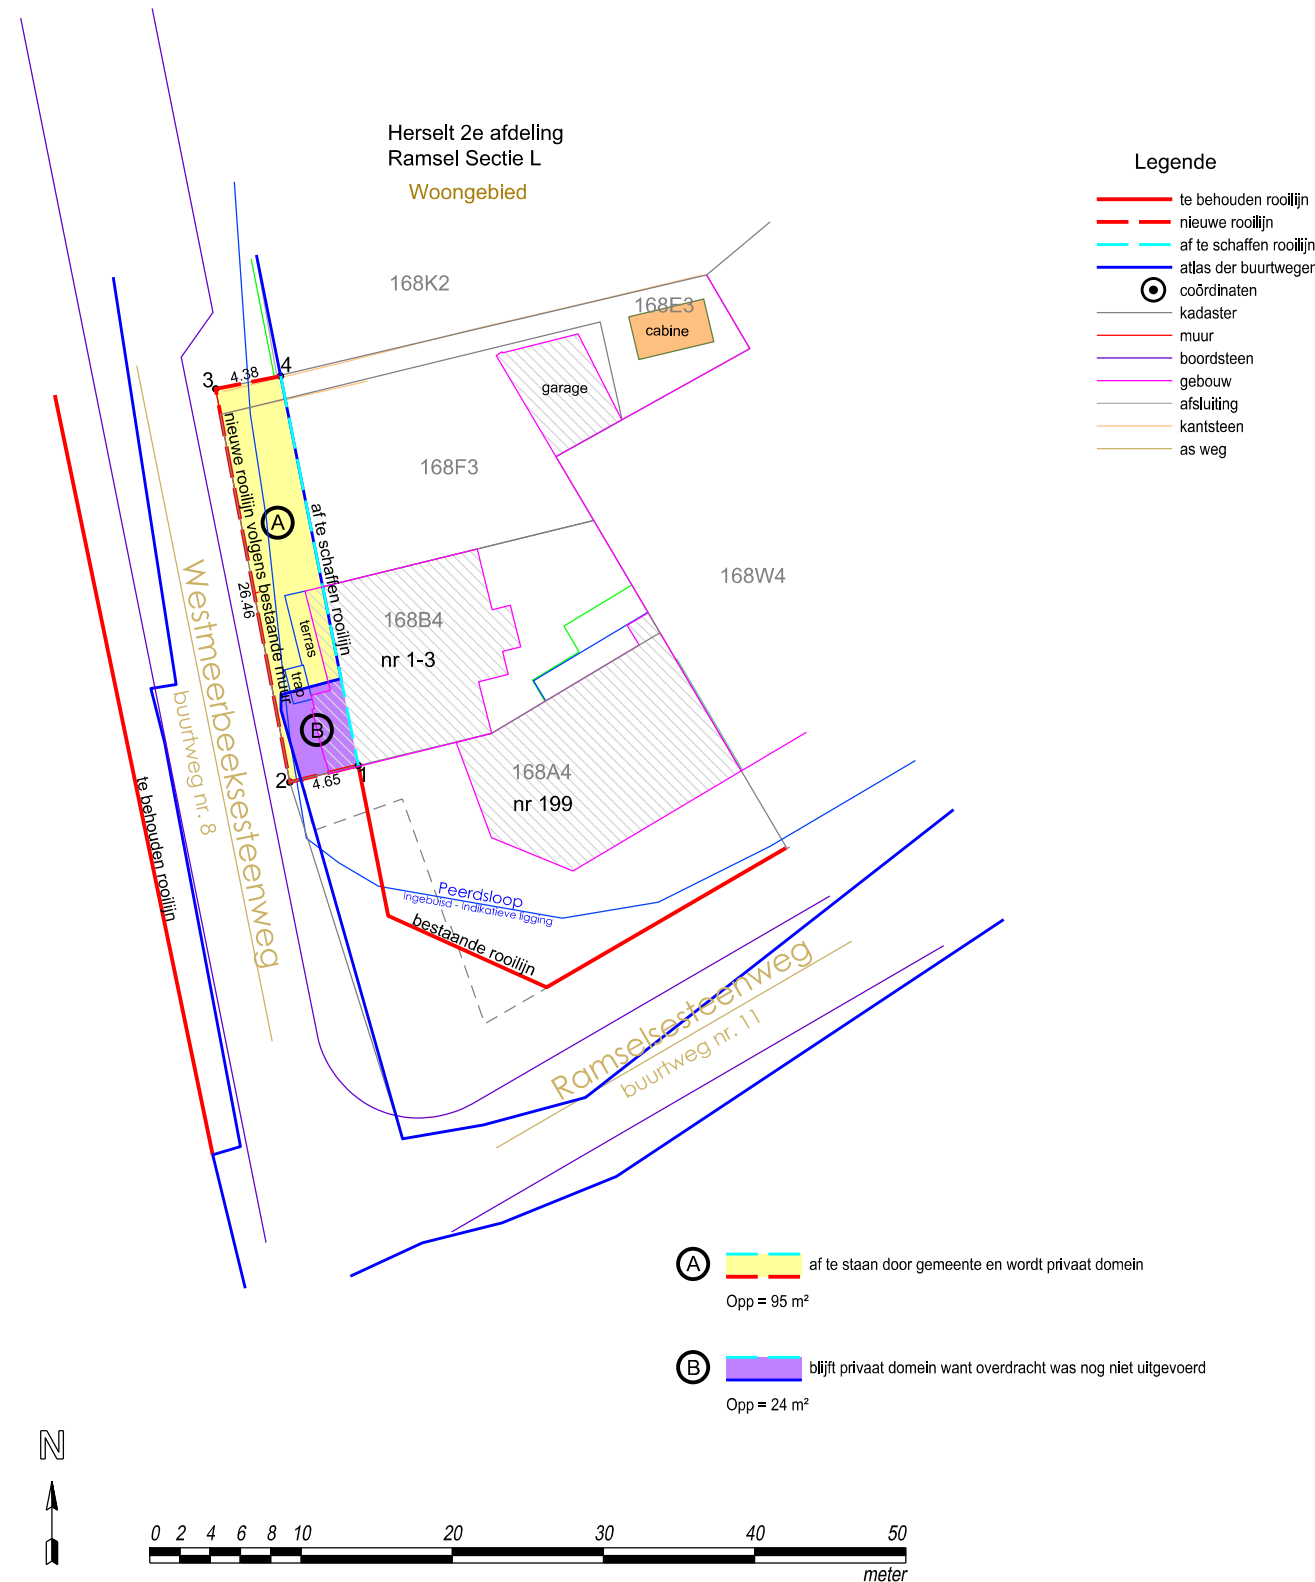 Herselt 2e afdeling
Ramsel Sectie L
Woongebied
Legende
te behouden rooilijn
nieuwe rooilijn
af te schaffen rooilijn
atlas der buurtwegen
coördinaten
kadaster
muur
boordsteen
gebouw
afsluiting
kantsteen
as weg
168K2
168E3
cabine
garage
3
4.38
4
168F3
nieuwe rooilijn volgens bestaande muur
af te schaffen rooilijn
A
26.46
168W4
168B4
nr 1-3
terras
trap
B
2
4.65
1
168A4
nr 199
Westmeerbeeksesteenweg
buurtweg nr. 8
te behouden rooilijn
Peerdsloop
ingebuisd - indikatieve ligging
bestaande rooilijn
Ramselsesteenweg
buurtweg nr. 11
A
af te staan door gemeente en wordt privaat domein
Opp = 95 m²
B
blijft privaat domein want overdracht was nog niet uitgevoerd
Opp = 24 m²
N
0 2 4 6 8 10 20 30 40 50
meter